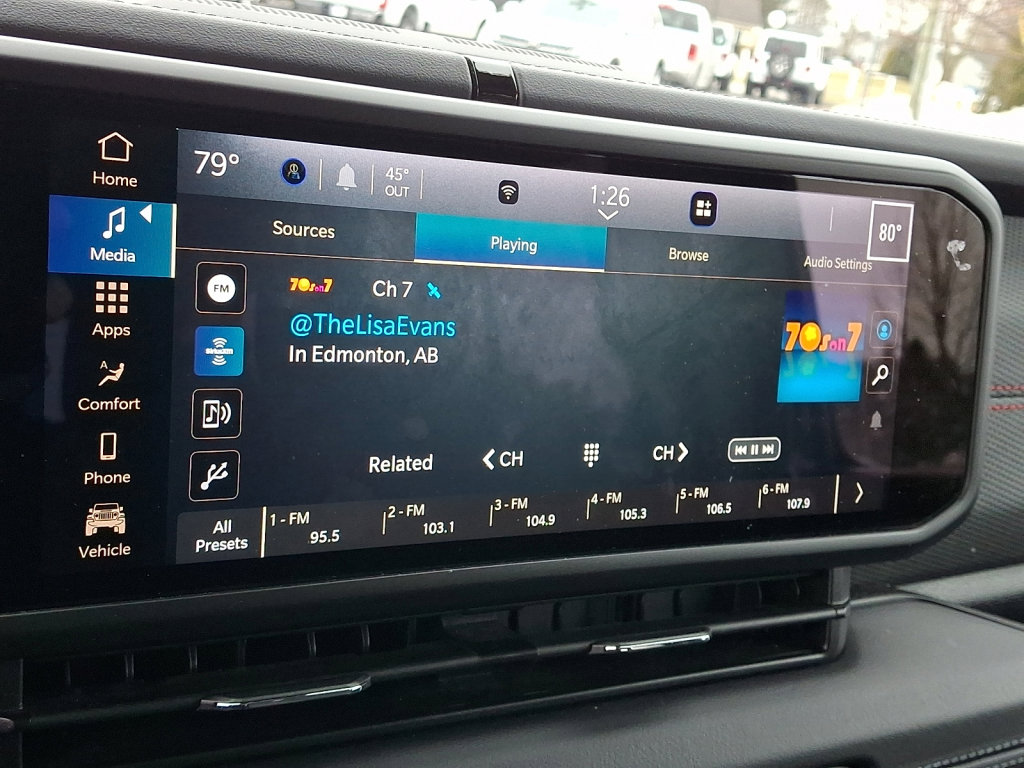 79°
45°
OUT
1:26
80°
Home
Media
Apps
A
Comfort
Phone
Vehicle
Sources
Playing
Browse
Audio Settings
FM
SiriusXM
70s on 7
Ch 7
@TheLisaEvans
In Edmonton, AB
70s on 7
Related
CH
CH
All
Presets
1 - FM
95.5
2 - FM
103.1
3 - FM
104.9
4 - FM
105.3
5 - FM
106.5
6 - FM
107.9